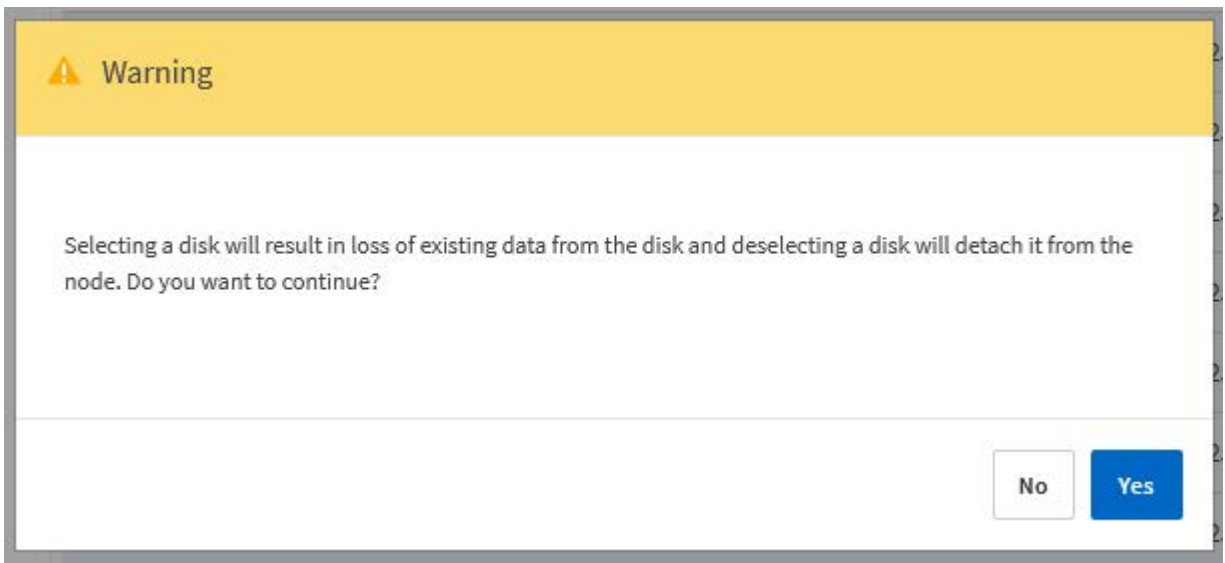 Warning
Selecting a disk will result in loss of existing data from the disk and deselecting a disk will detach it from the
node. Do you want to continue?
No
Yes